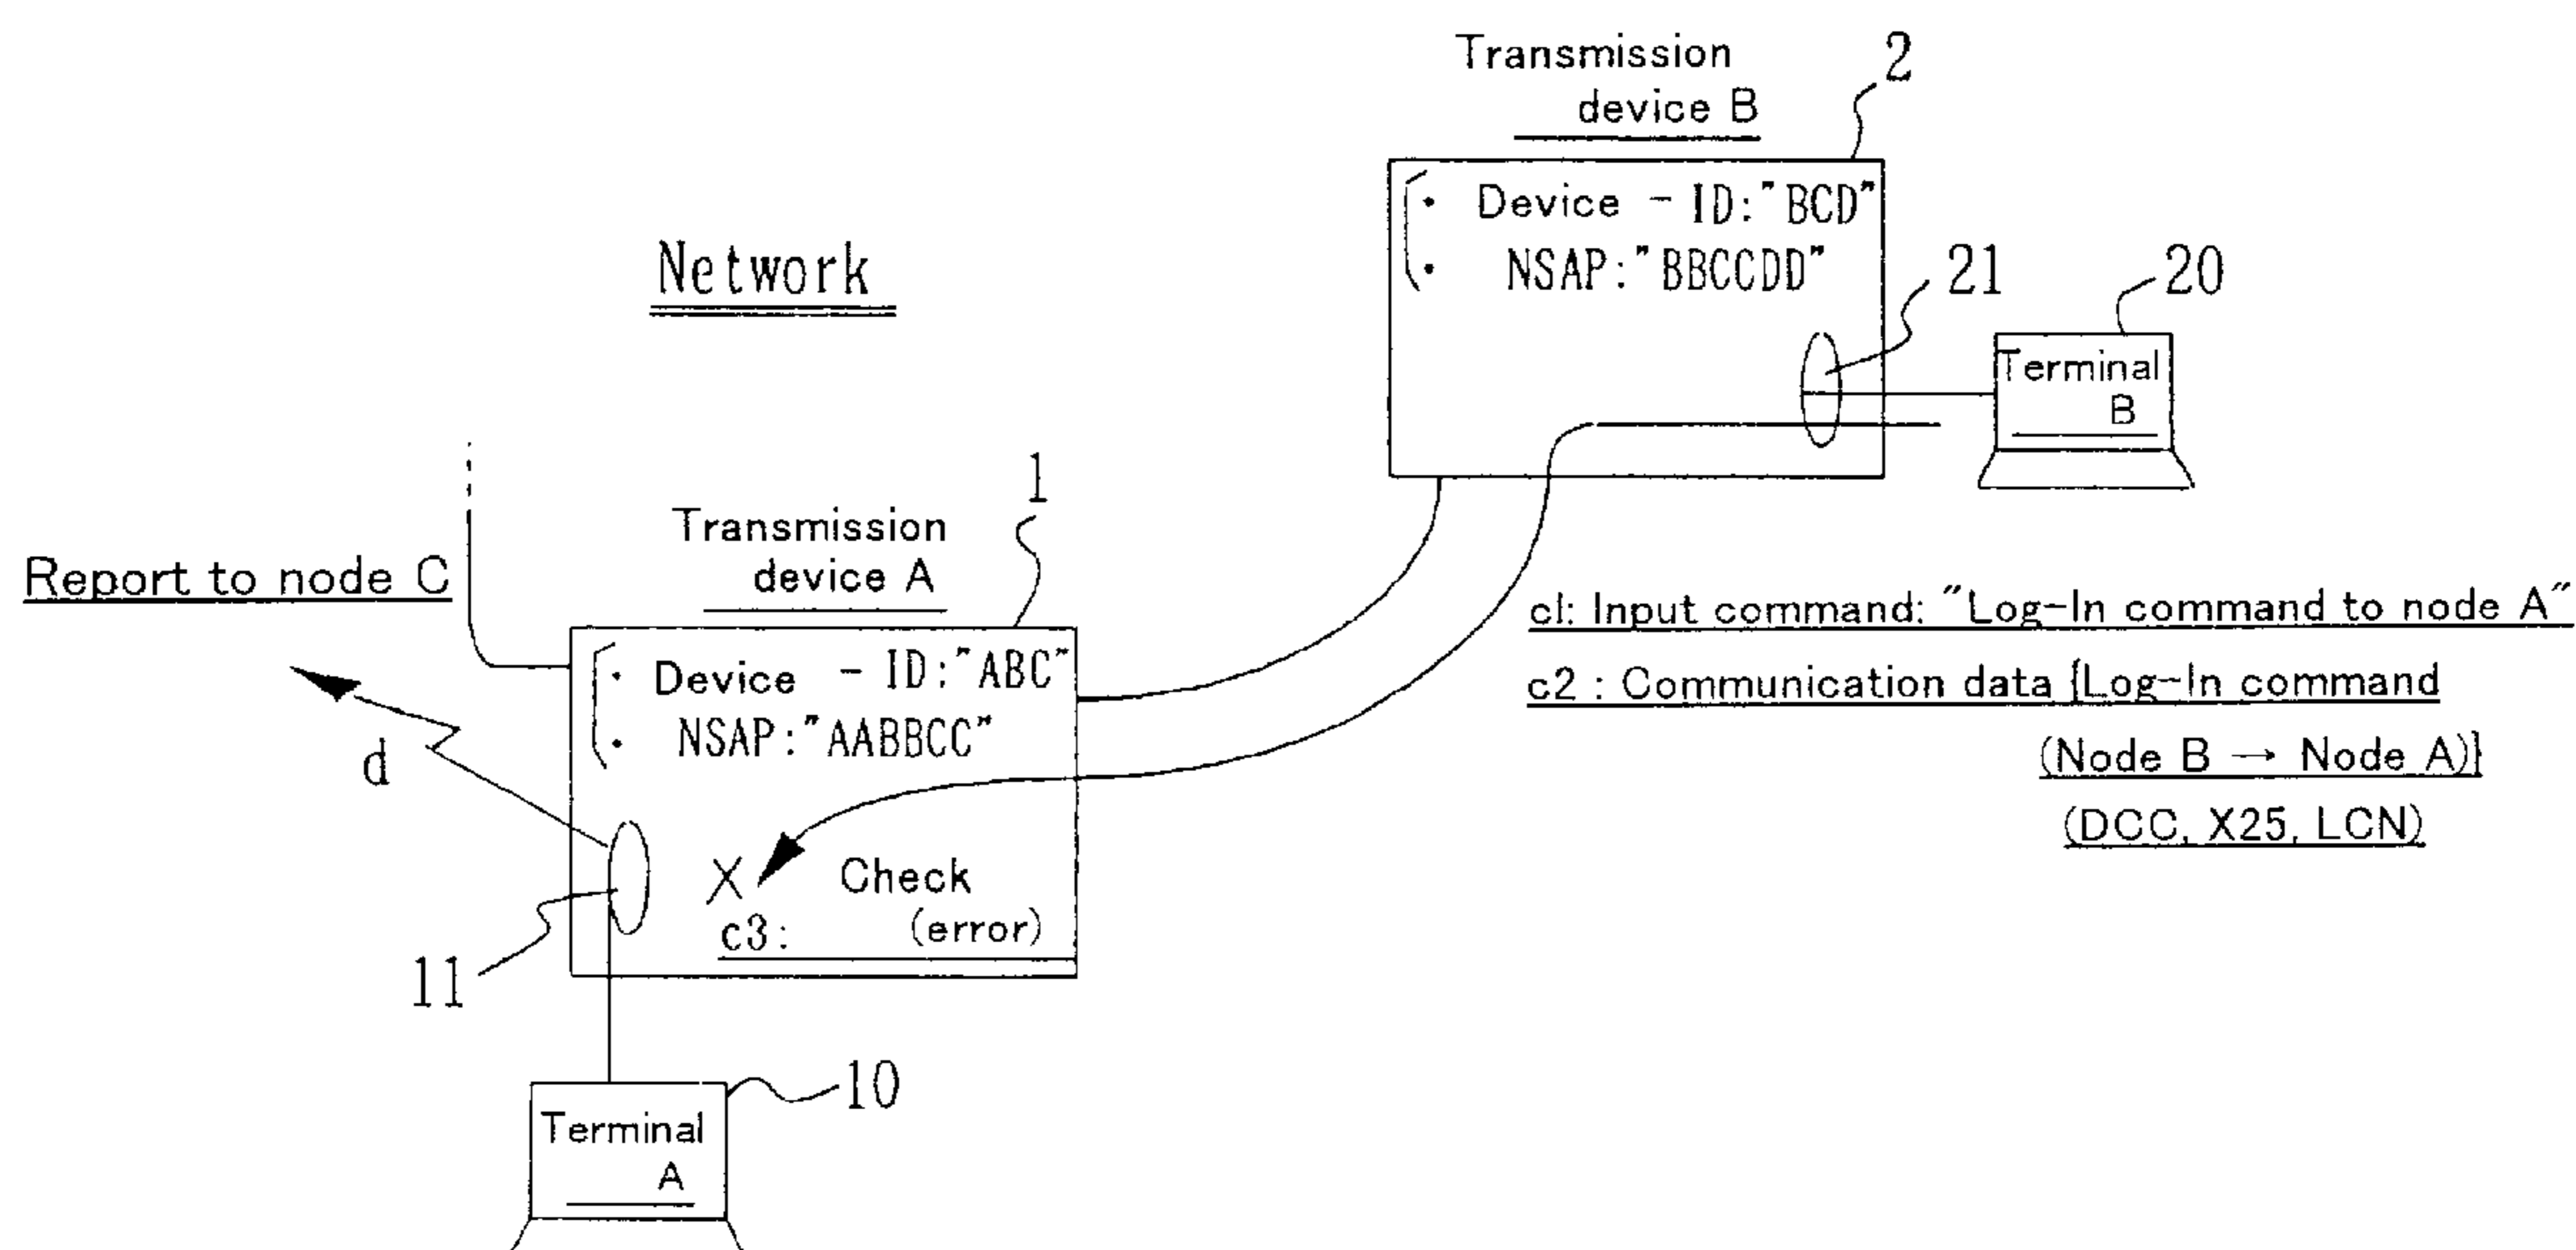 Transmission
device B
2
• Device - ID:"BCD"
• NSAP:"BBCCDD"
21
20
Terminal
B
Network
1
Transmission
device A
Report to node C
• Device - ID:"ABC"
• NSAP:"AABBCC"
d
X Check
c3: (error)
11
10
Terminal
A
cl: Input command: "Log-In command to node A"
c2 : Communication data {Log-In command
(Node B → Node A)}
(DCC, X25, LCN)